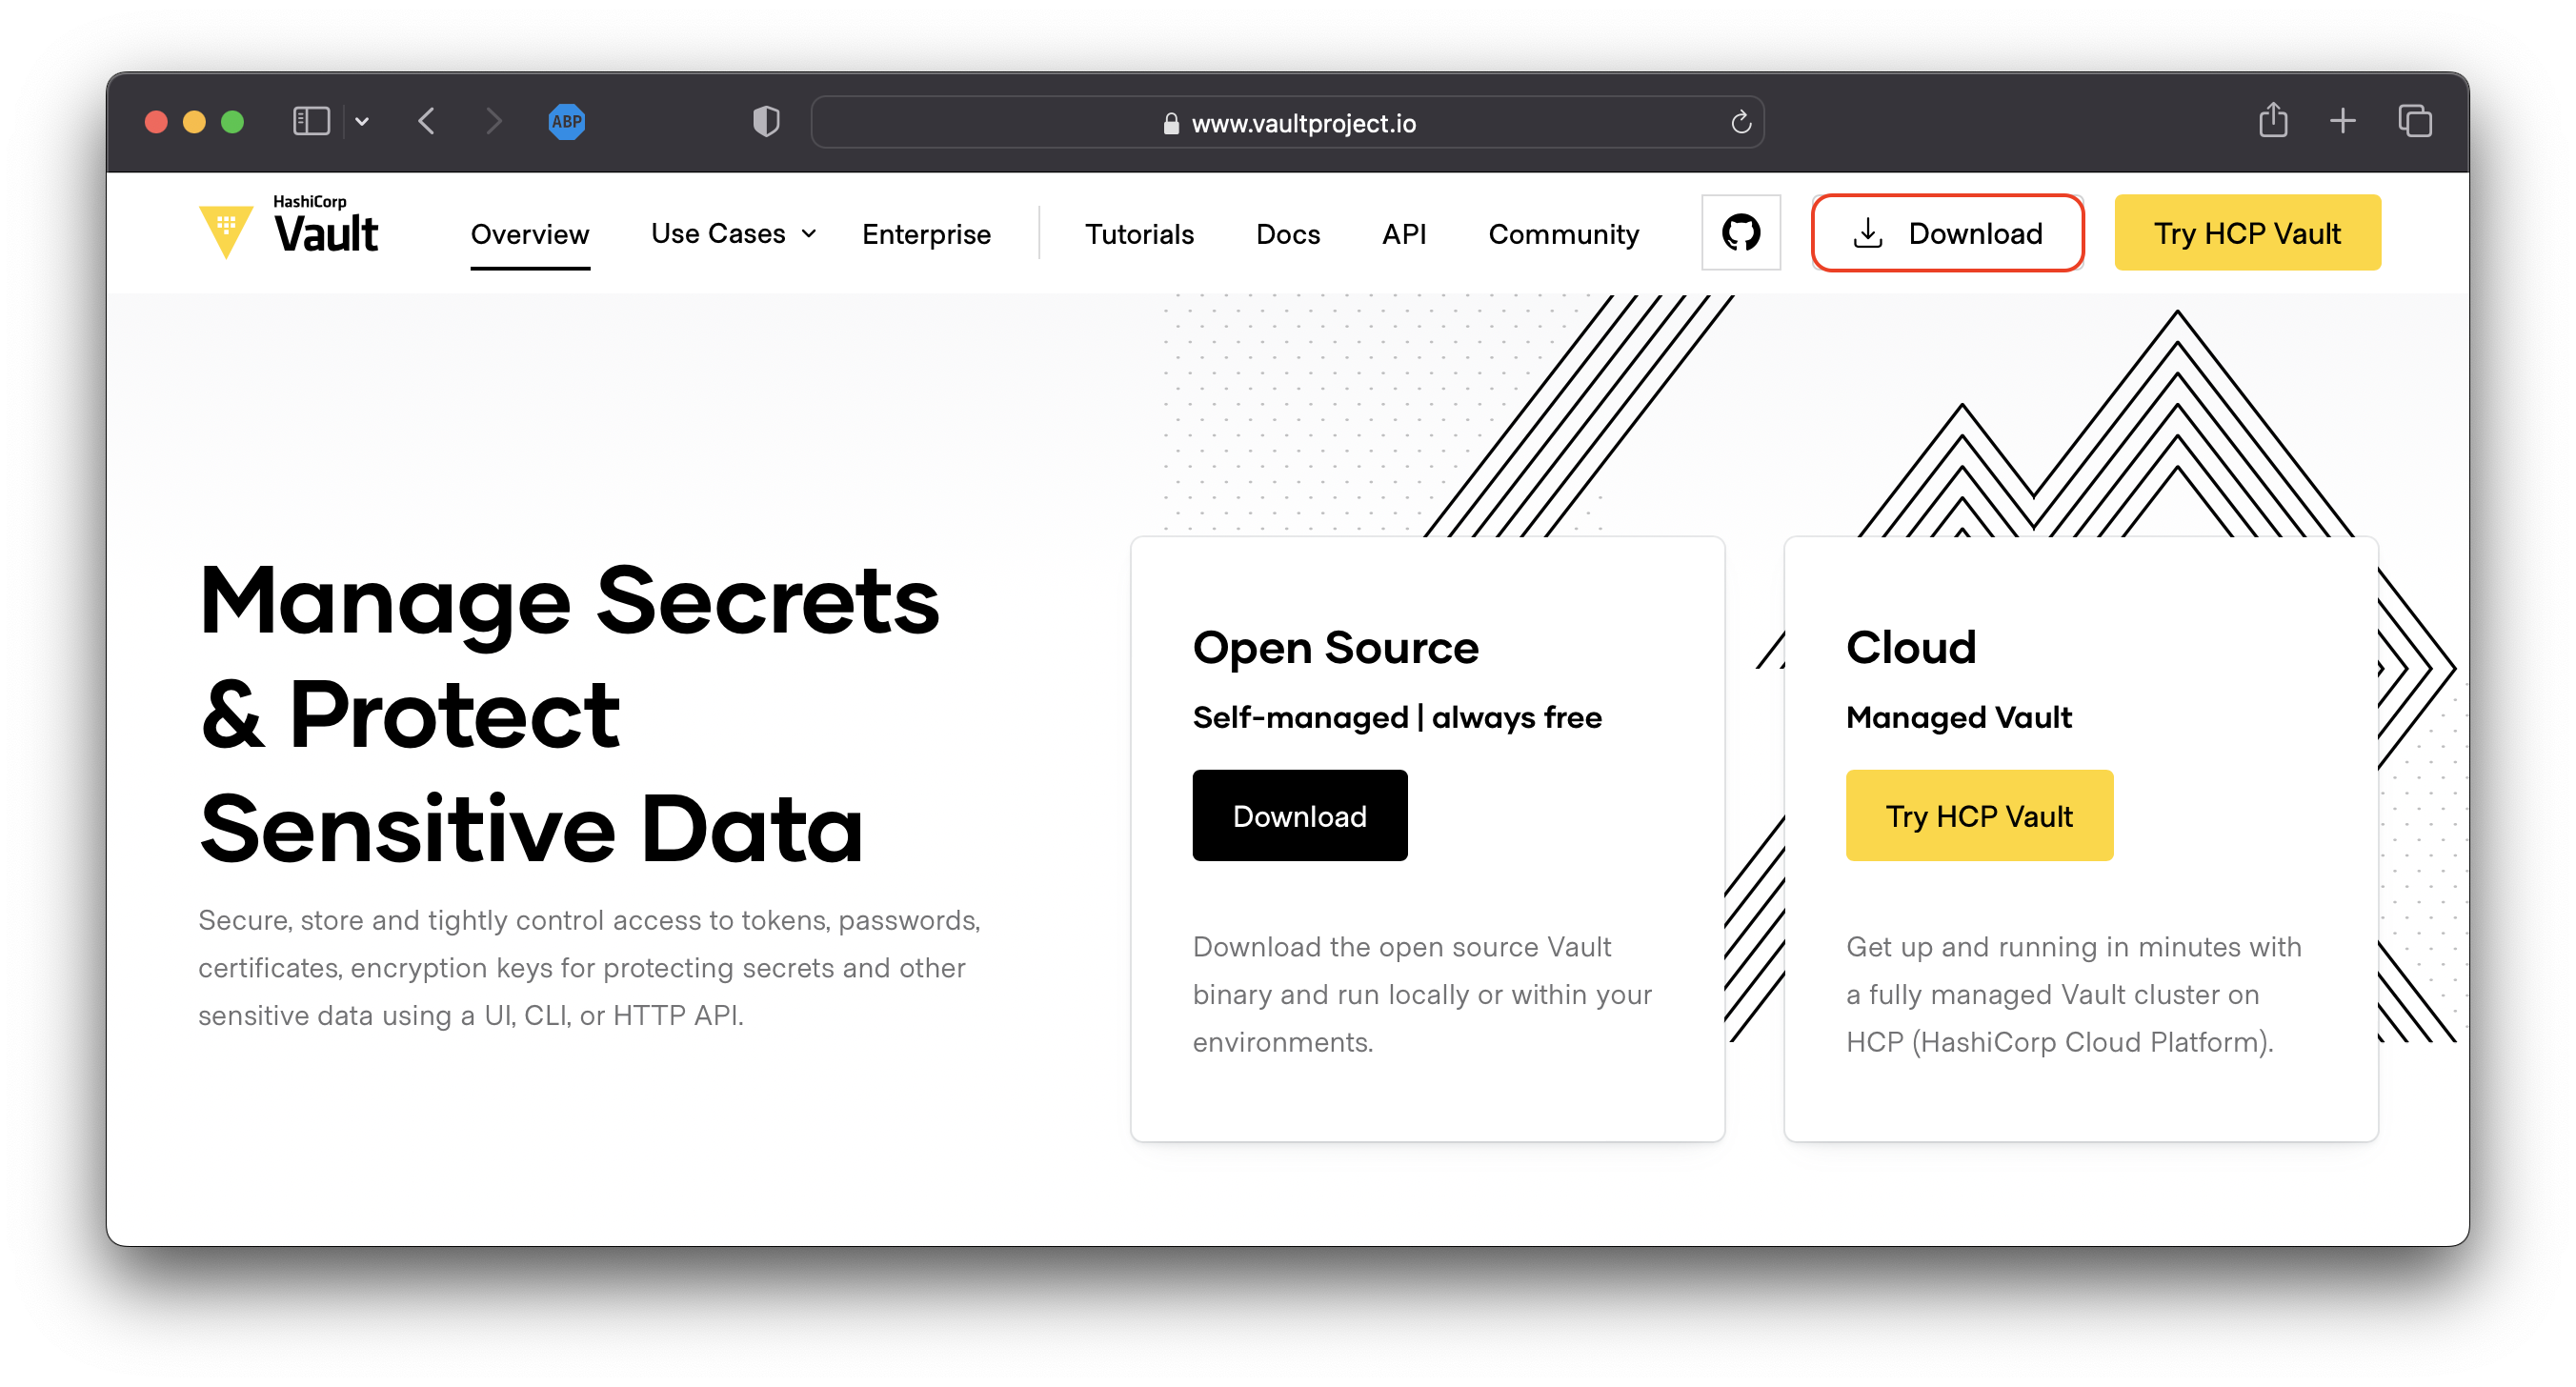 ABP
www.vaultproject.io
HashiCorp
Vault
Overview
Use Cases
Enterprise
Tutorials
Docs
API
Community
Download
Try HCP Vault
Manage Secrets
& Protect
Sensitive Data
Secure, store and tightly control access to tokens, passwords,
certificates, encryption keys for protecting secrets and other
sensitive data using a UI, CLI, or HTTP API.
Open Source
Self-managed | always free
Download
Download the open source Vault
binary and run locally or within your
environments.
Cloud
Managed Vault
Try HCP Vault
Get up and running in minutes with
a fully managed Vault cluster on
HCP (HashiCorp Cloud Platform).